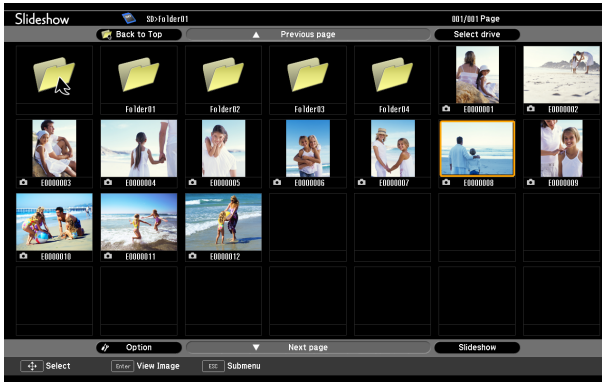 Slideshow SD>Folder01 001/001 Page
Back to Top Previous page Select drive
Folder01 Folder02 Folder03 Folder04 E0000001 E0000002
E0000003 E0000004 E0000005 E0000006 E0000007 E0000008 E0000009
E0000010 E0000011 E0000012
Option Next page Slideshow
Select Enter View Image ESC Submenu